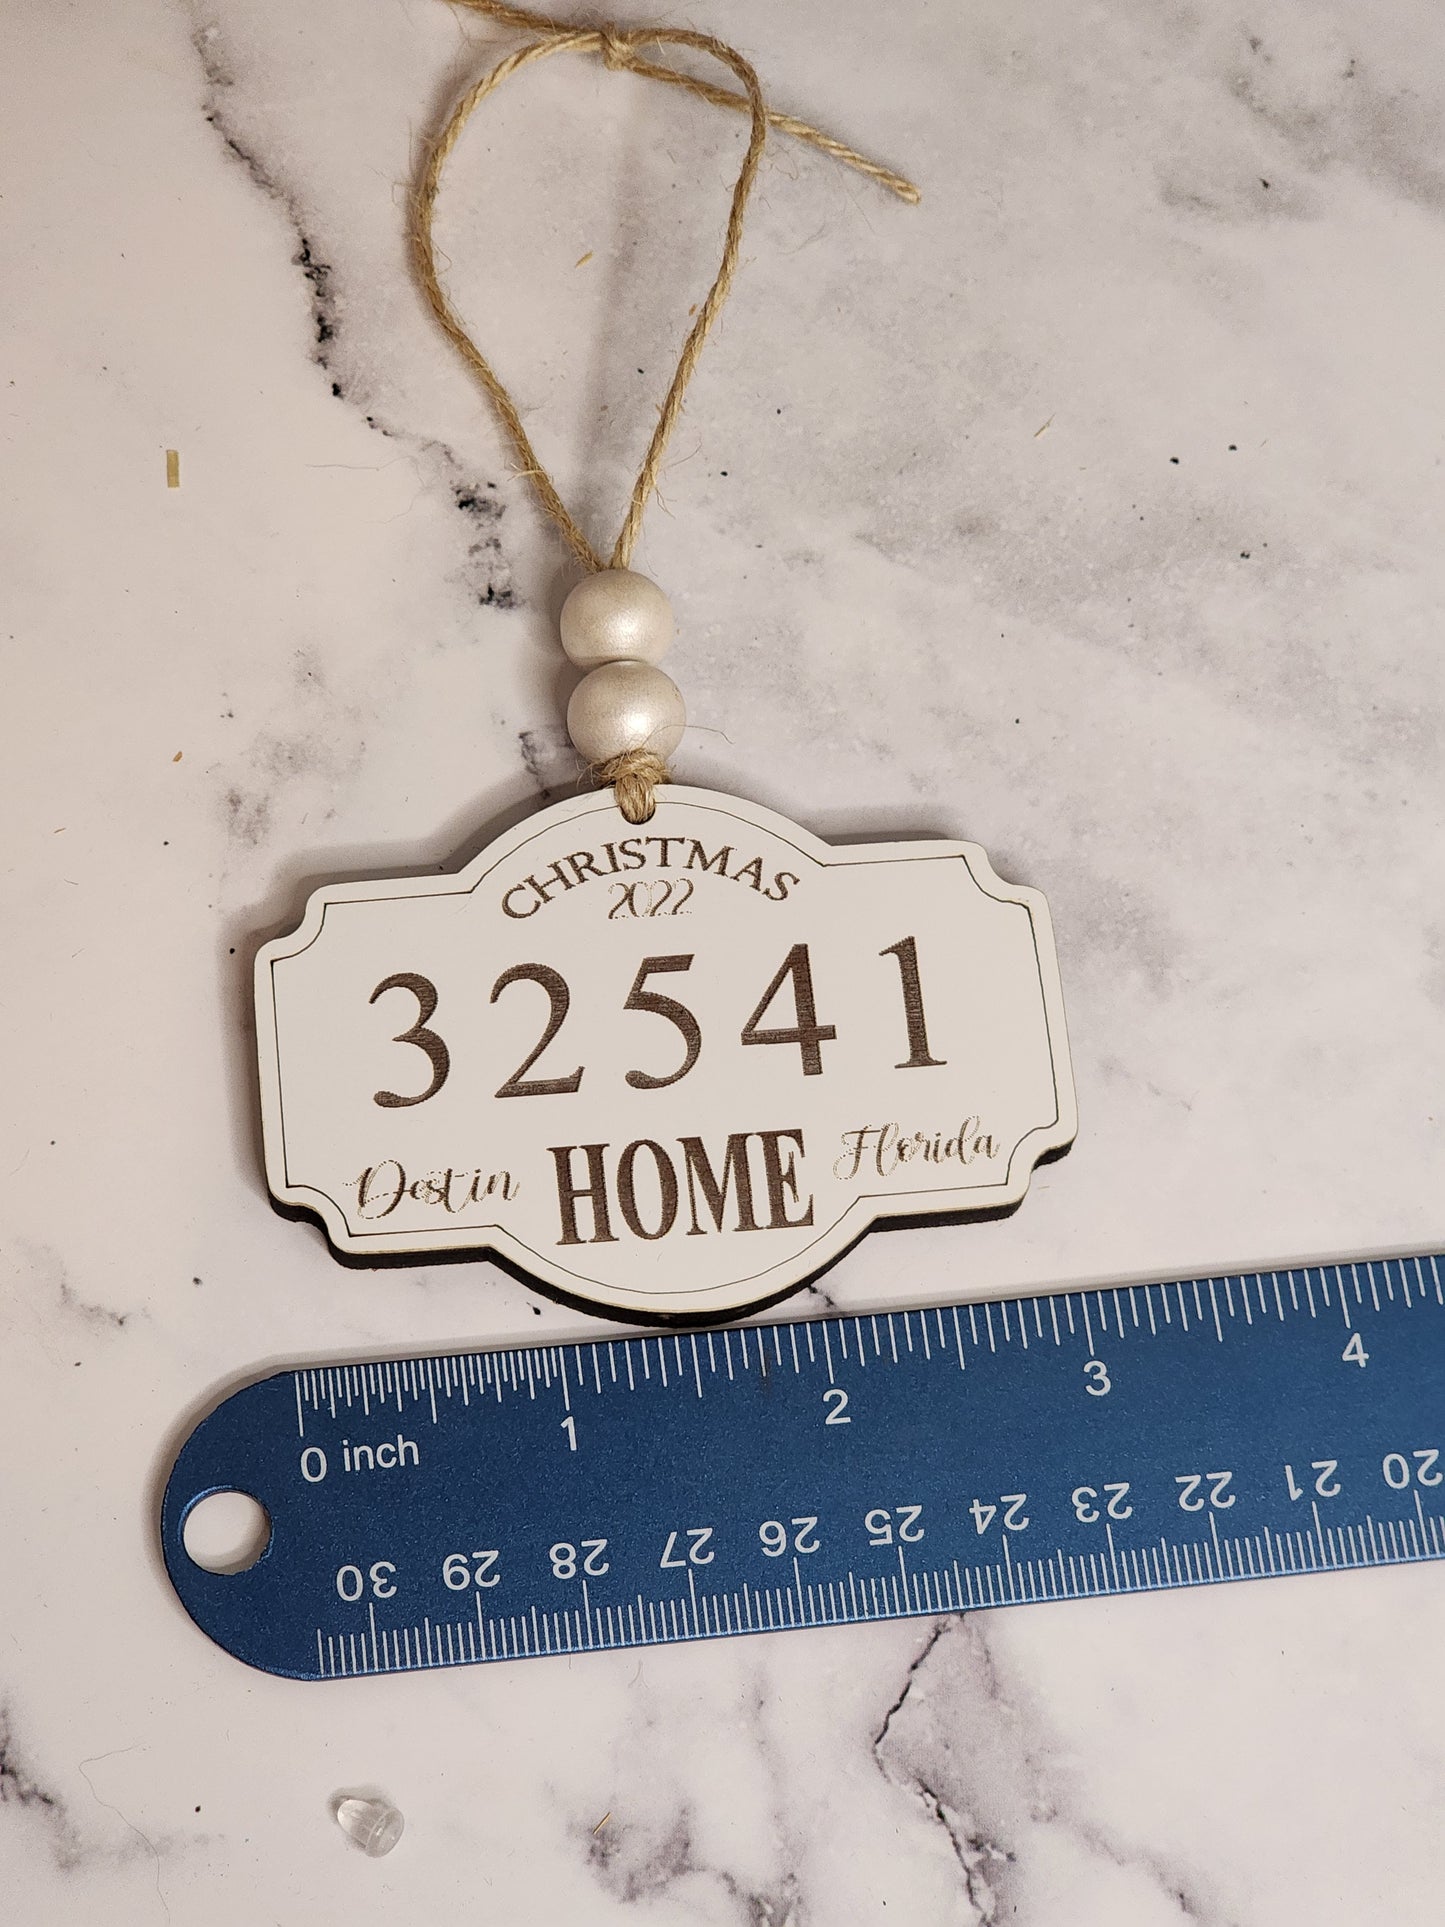 CHRISTMAS
2022
32541
Destin HOME Florida
1 2 3 4
0 inch
30 29 28 27 26 25 24 23 22 21 20